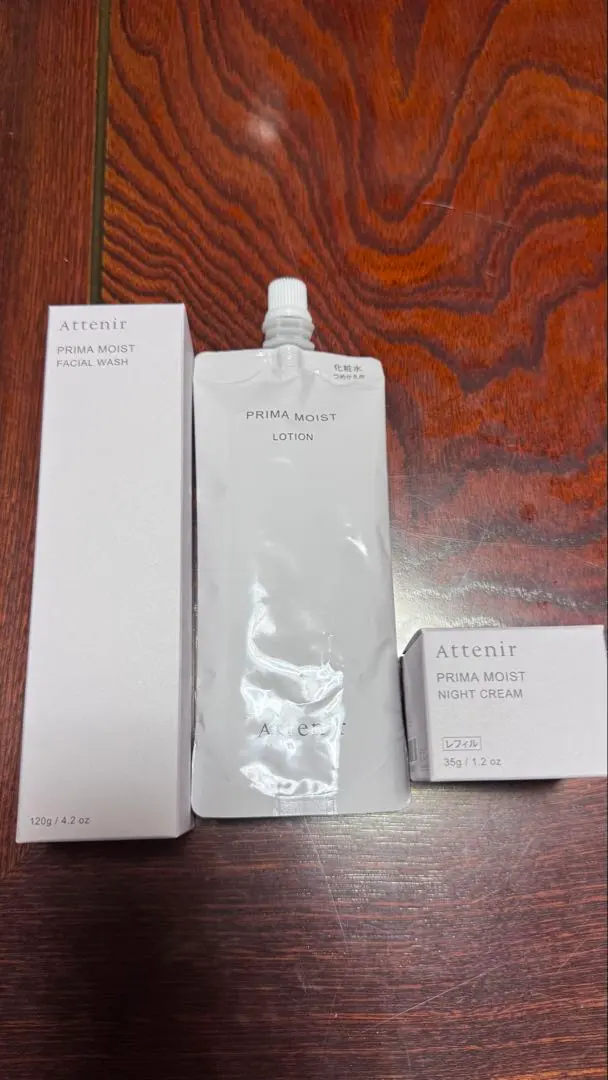 Attenir
PRIMA MOIST
FACIAL WASH
120g / 4.2 oz
化粧水
つめかえ用
PRIMA MOIST
LOTION
Attenir
Attenir
PRIMA MOIST
NIGHT CREAM
レフィル
35g / 1.2 oz